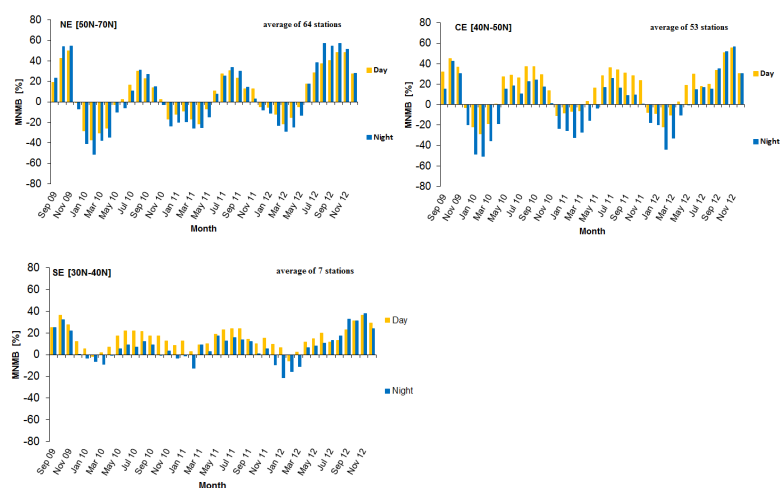 NE [50N-70N]
average of 64 stations
MNMB [%]
80
60
40
20
0
-20
-40
-60
-80
Sep 09
Nov 09
Jan 10
Mar 10
May 10
Jul 10
Sep 10
Nov 10
Jan 11
Mar 11
May 11
Jul 11
Sep 11
Nov 11
Jan 12
Mar 12
May 12
Jul 12
Sep 12
Nov 12
Month
Day
Night
CE [40N-50N]
average of 53 stations
MNMB [%]
80
60
40
20
0
-20
-40
-60
-80
Sep 09
Nov 09
Jan 10
Mar 10
May 10
Jul 10
Sep 10
Nov 10
Jan 11
Mar 11
May 11
Jul 11
Sep 11
Nov 11
Jan 12
Mar 12
May 12
Jul 12
Sep 12
Nov 12
Month
Day
Night
SE [30N-40N]
average of 7 stations
MNMB [%]
80
60
40
20
0
-20
-40
-60
-80
Sep 09
Nov 09
Jan 10
Mar 10
May 10
Jul 10
Sep 10
Nov 10
Jan 11
Mar 11
May 11
Jul 11
Sep 11
Nov 11
Jan 12
Mar 12
May 12
Jul 12
Sep 12
Nov 12
Month
Day
Night